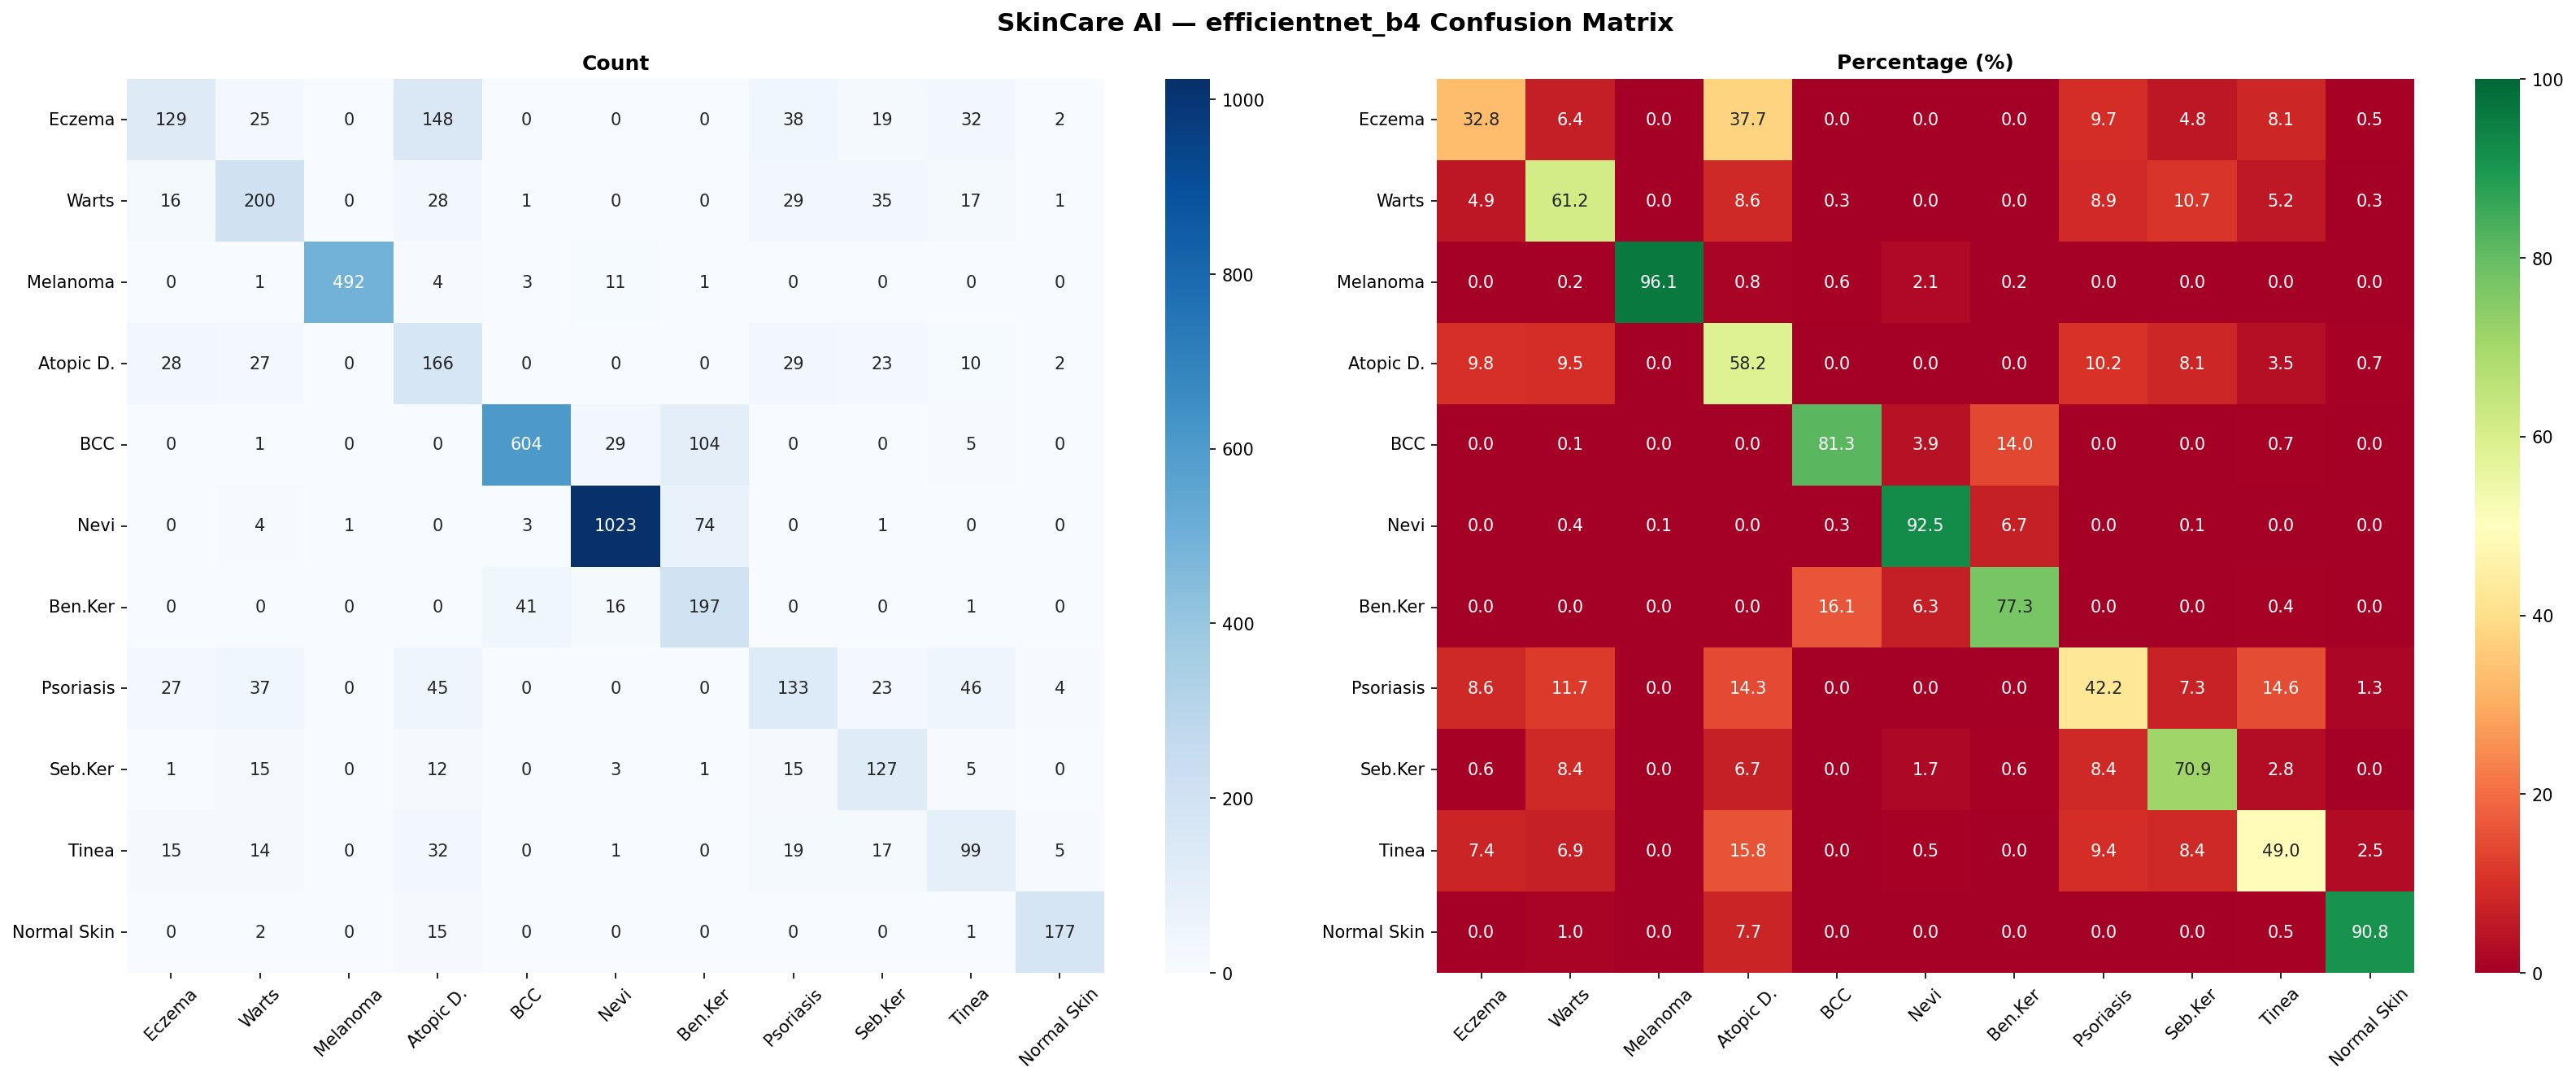 SkinCare AI — efficientnet_b4 Confusion Matrix
Count
Eczema 129 25 0 148 0 0 0 38 19 32 2
Warts 16 200 0 28 1 0 0 29 35 17 1
Melanoma 0 1 492 4 3 11 1 0 0 0 0
Atopic D. 28 27 0 166 0 0 0 29 23 10 2
BCC 0 1 0 0 604 29 104 0 0 5 0
Nevi 0 4 1 0 3 1023 74 0 1 0 0
Ben.Ker 0 0 0 0 41 16 197 0 0 1 0
Psoriasis 27 37 0 45 0 0 0 133 23 46 4
Seb.Ker 1 15 0 12 0 3 1 15 127 5 0
Tinea 15 14 0 32 0 1 0 19 17 99 5
Normal Skin 0 2 0 15 0 0 0 0 0 1 177
Eczema Warts Melanoma Atopic D. BCC Nevi Ben.Ker Psoriasis Seb.Ker Tinea Normal Skin
1000
800
600
400
200
0
Percentage (%)
Eczema 32.8 6.4 0.0 37.7 0.0 0.0 0.0 9.7 4.8 8.1 0.5
Warts 4.9 61.2 0.0 8.6 0.3 0.0 0.0 8.9 10.7 5.2 0.3
Melanoma 0.0 0.2 96.1 0.8 0.6 2.1 0.2 0.0 0.0 0.0 0.0
Atopic D. 9.8 9.5 0.0 58.2 0.0 0.0 0.0 10.2 8.1 3.5 0.7
BCC 0.0 0.1 0.0 0.0 81.3 3.9 14.0 0.0 0.0 0.7 0.0
Nevi 0.0 0.4 0.1 0.0 0.3 92.5 6.7 0.0 0.1 0.0 0.0
Ben.Ker 0.0 0.0 0.0 0.0 16.1 6.3 77.3 0.0 0.0 0.4 0.0
Psoriasis 8.6 11.7 0.0 14.3 0.0 0.0 0.0 42.2 7.3 14.6 1.3
Seb.Ker 0.6 8.4 0.0 6.7 0.0 1.7 0.6 8.4 70.9 2.8 0.0
Tinea 7.4 6.9 0.0 15.8 0.0 0.5 0.0 9.4 8.4 49.0 2.5
Normal Skin 0.0 1.0 0.0 7.7 0.0 0.0 0.0 0.0 0.0 0.5 90.8
Eczema Warts Melanoma Atopic D. BCC Nevi Ben.Ker Psoriasis Seb.Ker Tinea Normal Skin
100
80
60
40
20
0